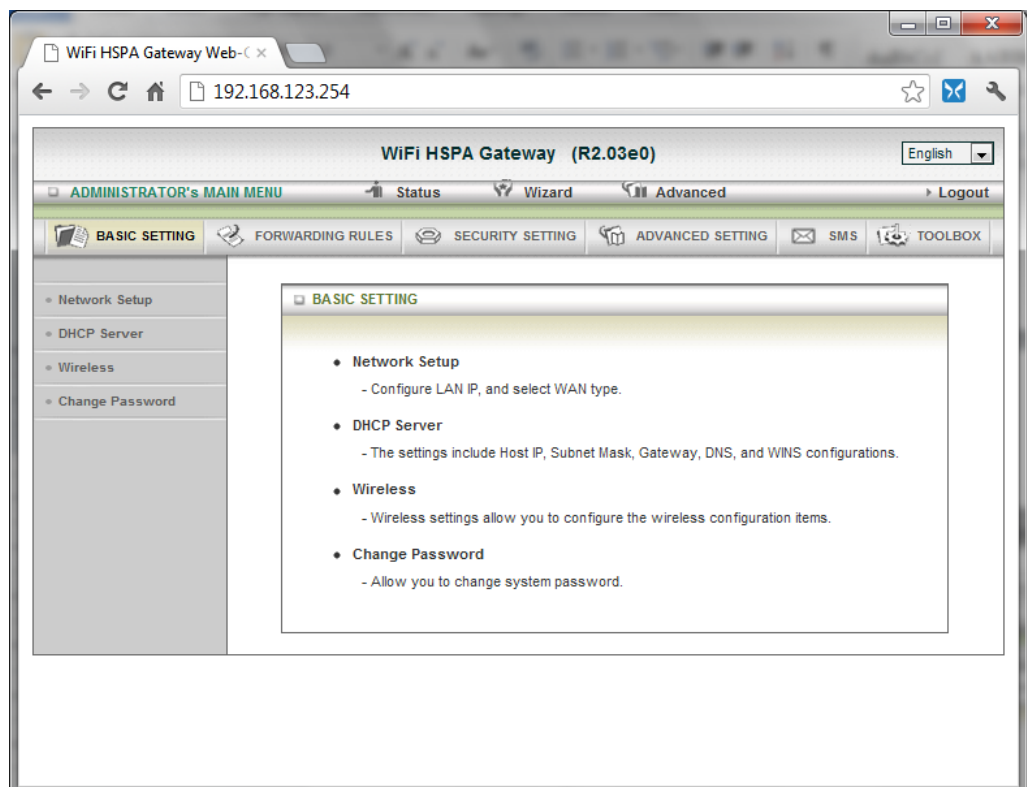 WiFi HSPA Gateway Web-C
192.168.123.254
WiFi HSPA Gateway (R2.03e0)
English
ADMINISTRATOR's MAIN MENU Status Wizard Advanced Logout
BASIC SETTING FORWARDING RULES SECURITY SETTING ADVANCED SETTING SMS TOOLBOX
Network Setup
DHCP Server
Wireless
Change Password
BASIC SETTING
Network Setup
- Configure LAN IP, and select WAN type.
DHCP Server
- The settings include Host IP, Subnet Mask, Gateway, DNS, and WINS configurations.
Wireless
- Wireless settings allow you to configure the wireless configuration items.
Change Password
- Allow you to change system password.